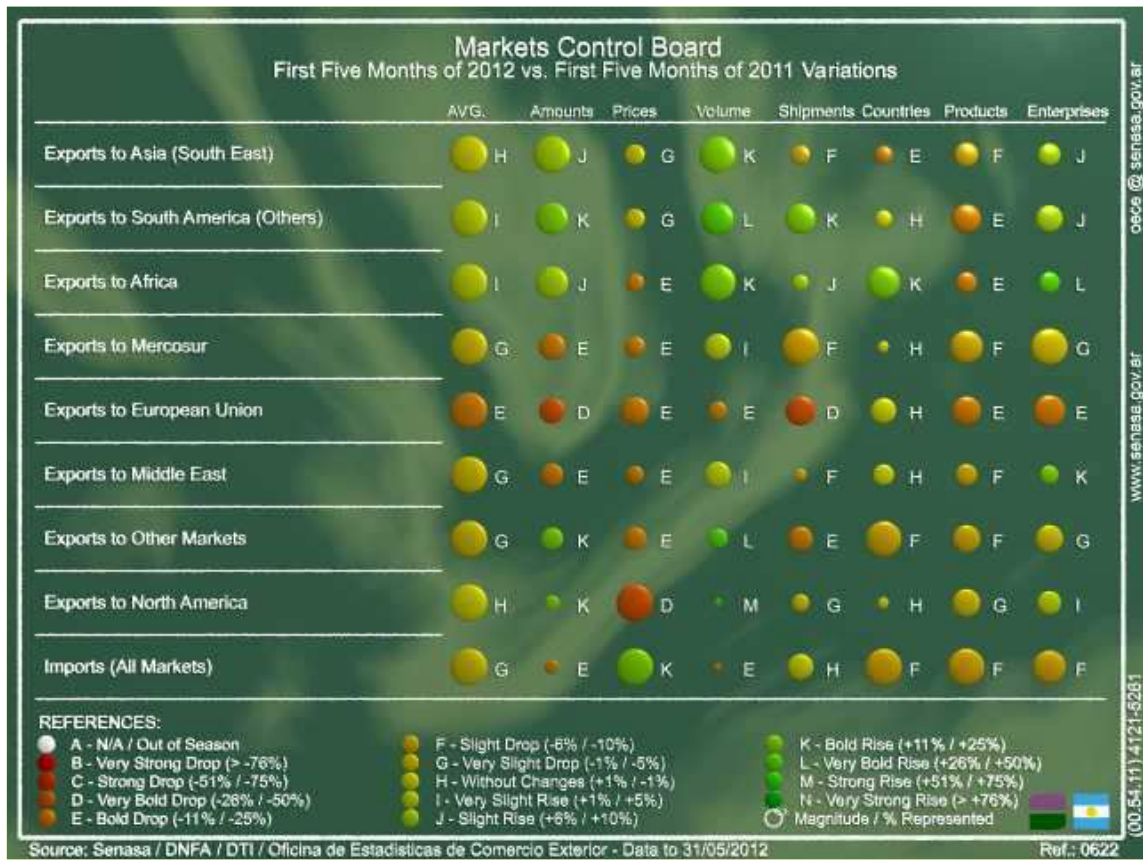 Markets Control Board
First Five Months of 2012 vs. First Five Months of 2011 Variations
AVG. Amounts Prices Volume Shipments Countries Products Enterprises
Exports to Asia (South East) H J G K F E F J
Exports to South America (Others) I K G L K H E J
Exports to Africa I J E K J K E L
Exports to Mercosur G E E I F H F G
Exports to European Union E D E E D H E E
Exports to Middle East G E E I F H F K
Exports to Other Markets G K E L E F F G
Exports to North America H K D M G H G I
Imports (All Markets) G E K E H F F F
REFERENCES:
A - N/A / Out of Season
B - Very Strong Drop (> -76%)
C - Strong Drop (-51% / -75%)
D - Very Bold Drop (-26% / -50%)
E - Bold Drop (-11% / -25%)
F - Slight Drop (-6% / -10%)
G - Very Slight Drop (-1% / -5%)
H - Without Changes (+1% / -1%)
I - Very Slight Rise (+1% / +5%)
J - Slight Rise (+6% / +10%)
K - Bold Rise (+11% / +25%)
L - Very Bold Rise (+26% / +50%)
M - Strong Rise (+51% / +75%)
N - Very Strong Rise (> +76%)
Magnitude / % Represented
Source: Senasa / DNFA / DTI / Oficina de Estadisticas de Comercio Exterior - Data to 31/05/2012
Ref.: 0622
oece @ senasa.gov.ar
www.senasa.gov.ar
(00.54.11) 4121-5281